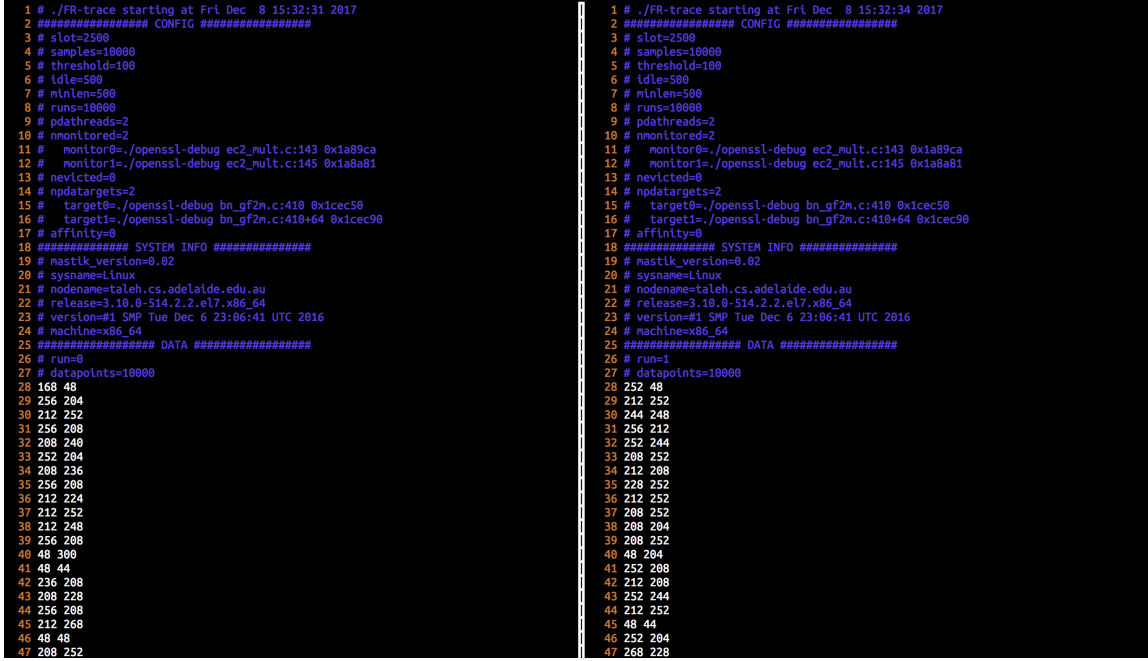 1 # ./FR-trace starting at Fri Dec  8 15:32:31 2017
2 ################# CONFIG #################
3 # slot=2500
4 # samples=10000
5 # threshold=100
6 # idle=500
7 # minlen=500
8 # runs=10000
9 # pdathreads=2
10 # nmonitored=2
11 #   monitor0=./openssl-debug ec2_mult.c:143 0x1a89ca
12 #   monitor1=./openssl-debug ec2_mult.c:145 0x1a8a81
13 # nevicted=0
14 # npdatargets=2
15 #   target0=./openssl-debug bn_gf2m.c:410 0x1cec50
16 #   target1=./openssl-debug bn_gf2m.c:410+64 0x1cec90
17 # affinity=0
18 ############## SYSTEM INFO ###############
19 # mastik_version=0.02
20 # sysname=Linux
21 # nodename=taleh.cs.adelaide.edu.au
22 # release=3.10.0-514.2.2.el7.x86_64
23 # version=#1 SMP Tue Dec 6 23:06:41 UTC 2016
24 # machine=x86_64
25 ################## DATA ##################
26 # run=0
27 # datapoints=10000
28 168 48
29 256 204
30 212 252
31 256 208
32 208 240
33 252 204
34 208 236
35 256 208
36 212 224
37 212 252
38 212 248
39 256 208
40 48 300
41 48 44
42 236 208
43 208 228
44 256 208
45 212 268
46 48 48
47 208 252
1 # ./FR-trace starting at Fri Dec  8 15:32:34 2017
2 ################# CONFIG #################
3 # slot=2500
4 # samples=10000
5 # threshold=100
6 # idle=500
7 # minlen=500
8 # runs=10000
9 # pdathreads=2
10 # nmonitored=2
11 #   monitor0=./openssl-debug ec2_mult.c:143 0x1a89ca
12 #   monitor1=./openssl-debug ec2_mult.c:145 0x1a8a81
13 # nevicted=0
14 # npdatargets=2
15 #   target0=./openssl-debug bn_gf2m.c:410 0x1cec50
16 #   target1=./openssl-debug bn_gf2m.c:410+64 0x1cec90
17 # affinity=0
18 ############## SYSTEM INFO ###############
19 # mastik_version=0.02
20 # sysname=Linux
21 # nodename=taleh.cs.adelaide.edu.au
22 # release=3.10.0-514.2.2.el7.x86_64
23 # version=#1 SMP Tue Dec 6 23:06:41 UTC 2016
24 # machine=x86_64
25 ################## DATA ##################
26 # run=1
27 # datapoints=10000
28 252 48
29 212 252
30 244 248
31 256 212
32 252 244
33 208 252
34 212 208
35 228 252
36 212 252
37 208 252
38 208 204
39 208 252
40 48 204
41 252 208
42 212 208
43 252 244
44 212 252
45 48 44
46 252 204
47 268 228